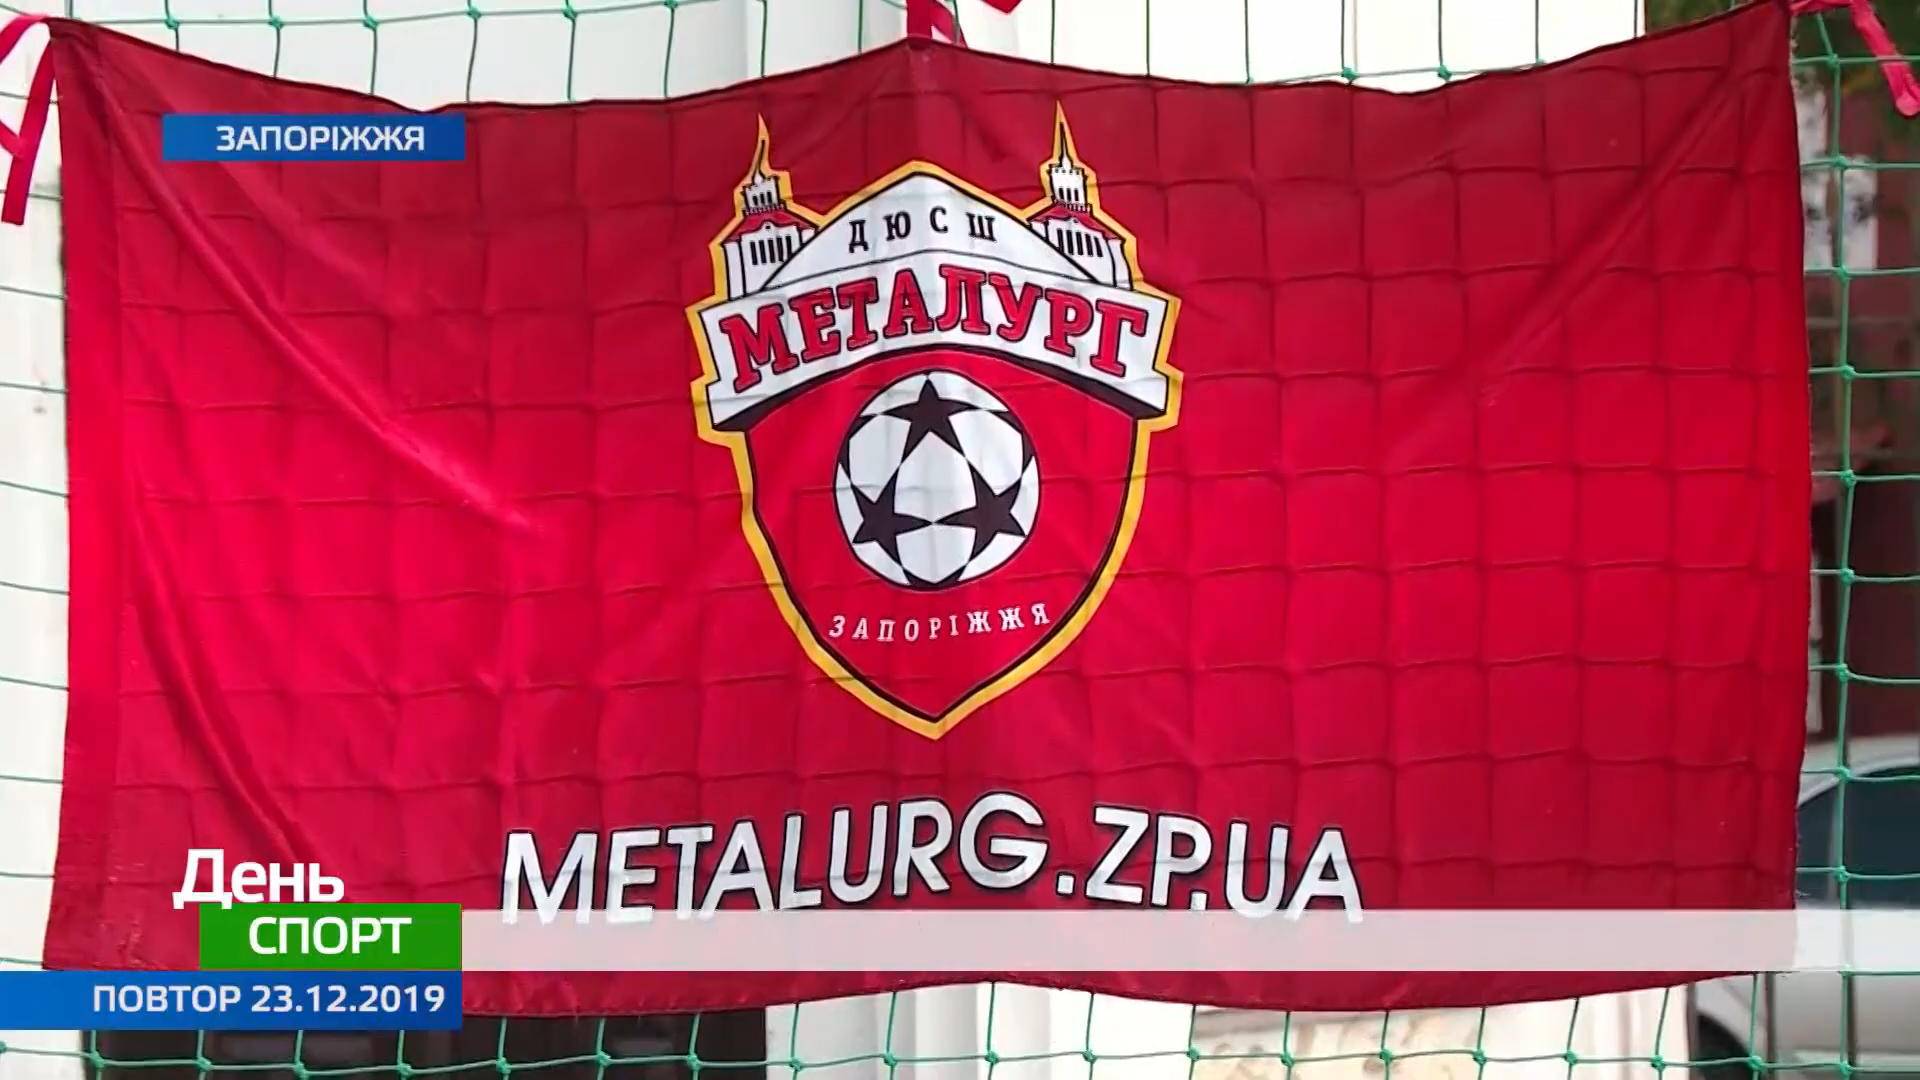 ЗАПОРІЖЖЯ
ДЮСШ
МЕТАЛУРГ
ЗАПОРІЖЖЯ
METALURG.ZP.UA
День
СПОРТ
ПОВТОР 23.12.2019